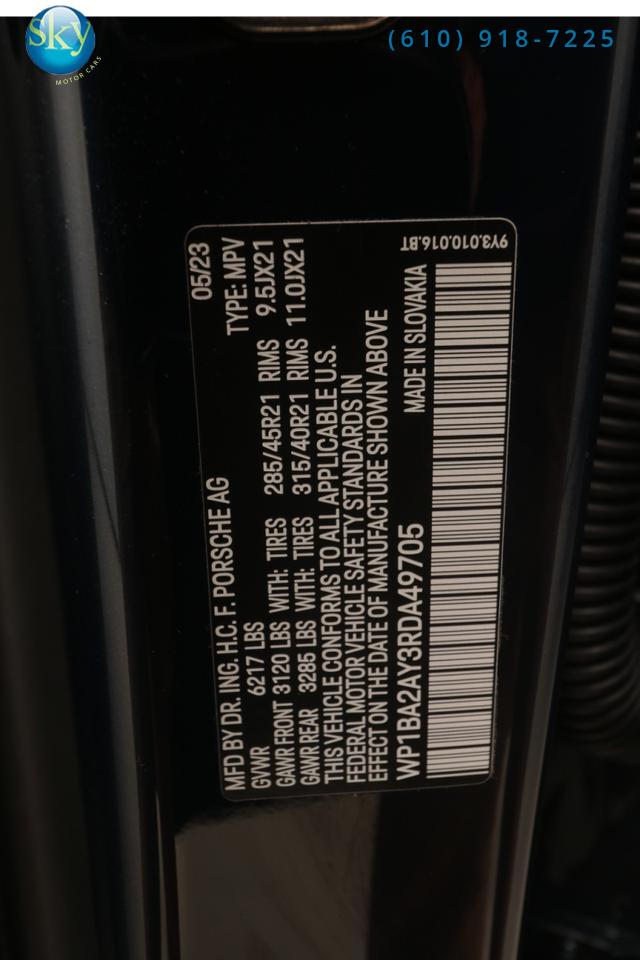 sky
MOTOR CARS
(610) 918-7225
MFD BY DR. ING. H.C. F. PORSCHE AG 05/23
GVWR 6217 LBS TYPE: MPV
GAWR FRONT 3120 LBS WITH: TIRES 285/45R21 RIMS 9.5JX21
GAWR REAR 3285 LBS WITH: TIRES 315/40R21 RIMS 11.0JX21
THIS VEHICLE CONFORMS TO ALL APPLICABLE U.S.
FEDERAL MOTOR VEHICLE SAFETY STANDARDS IN
EFFECT ON THE DATE OF MANUFACTURE SHOWN ABOVE
WP1BA2AY3RDA49705 MADE IN SLOVAKIA
9Y3.010.016.BT